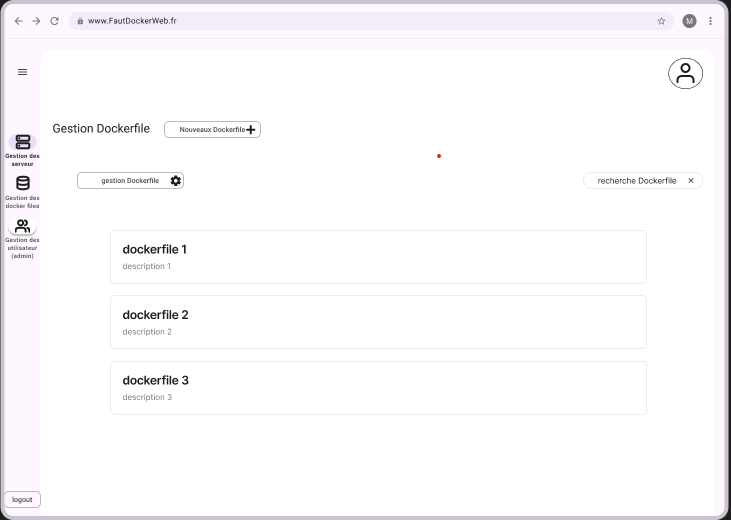 www.FautDockerWeb.fr
M
Gestion Dockerfile
Nouveaux Dockerfile
Gestion des
serveur
gestion Dockerfile
recherche Dockerfile
Gestion des
docker files
Gestion des
utilisateur
(admin)
dockerfile 1
description 1
dockerfile 2
description 2
dockerfile 3
description 3
logout